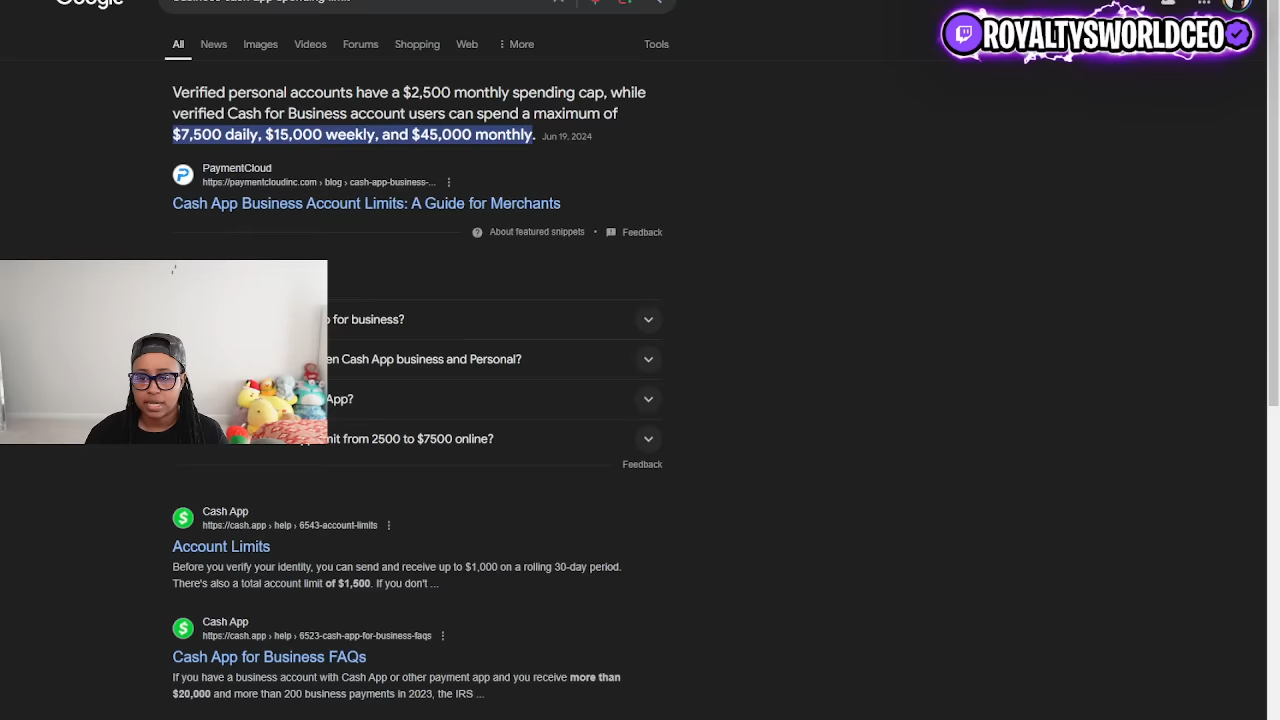 Google
business cash app spending limit
All News Images Videos Forums Shopping Web More Tools
ROYALTYSWORLDCEO
Verified personal accounts have a $2,500 monthly spending cap, while
verified Cash for Business account users can spend a maximum of
$7,500 daily, $15,000 weekly, and $45,000 monthly. Jun 19, 2024
PaymentCloud
https://paymentcloudinc.com › blog › cash-app-business-...
Cash App Business Account Limits: A Guide for Merchants
About featured snippets • Feedback
for business?
Cash App business and Personal?
App?
from 2500 to $7500 online?
Feedback
Cash App
https://cash.app › help › 6543-account-limits
Account Limits
Before you verify your identity, you can send and receive up to $1,000 on a rolling 30-day period.
There's also a total account limit of $1,500. If you don't ...
Cash App
https://cash.app › help › 6523-cash-app-for-business-faqs
Cash App for Business FAQs
If you have a business account with Cash App or other payment app and you receive more than
$20,000 and more than 200 business payments in 2023, the IRS ...